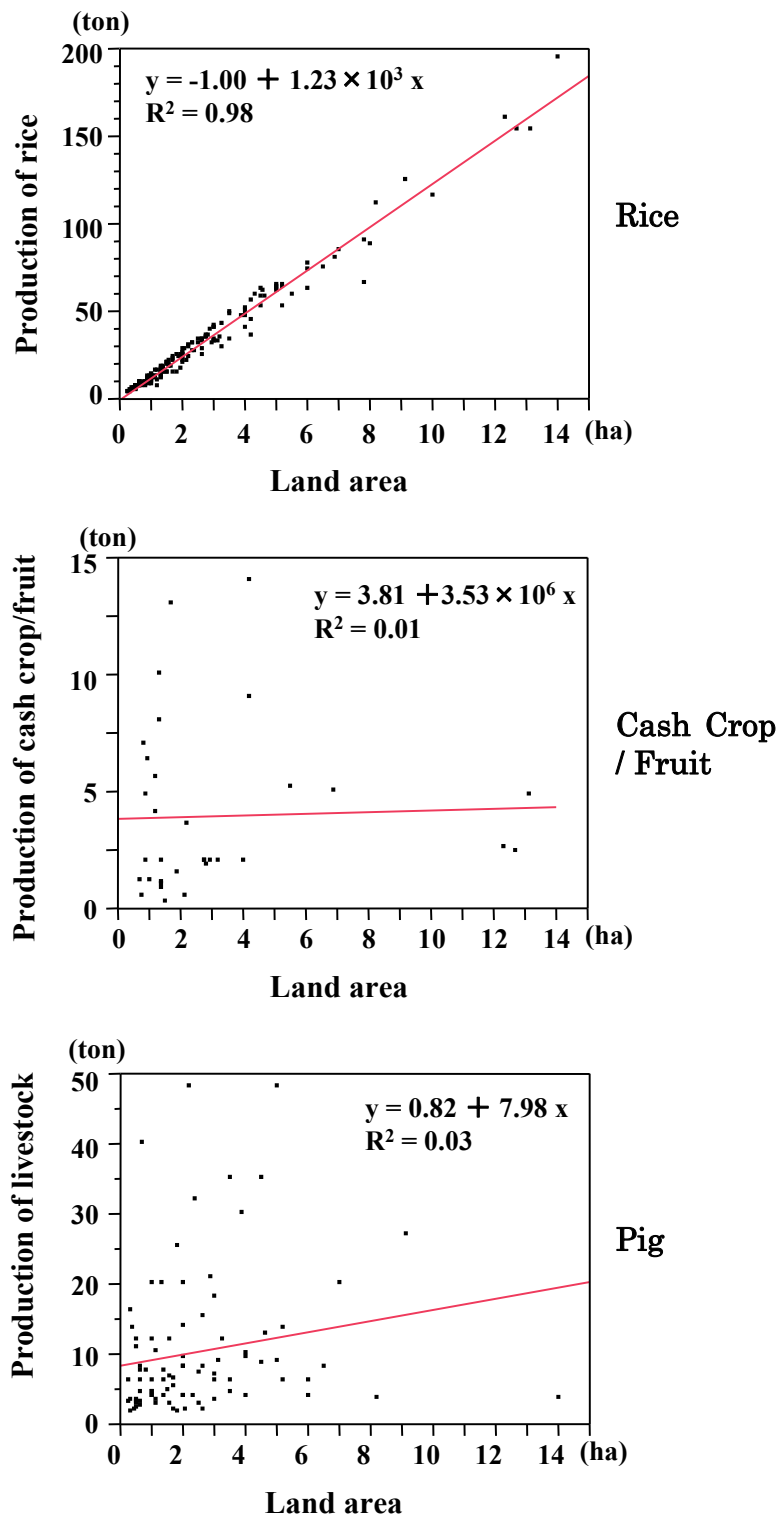 (ton)
200
150
100
50
0
Production of rice
y = -1.00 + 1.23 × 10³ x
R² = 0.98
Rice
0 2 4 6 8 10 12 14 (ha)
Land area
(ton)
15
10
5
0
Production of cash crop/fruit
y = 3.81 + 3.53 × 10⁶ x
R² = 0.01
Cash Crop
/ Fruit
0 2 4 6 8 10 12 14 (ha)
Land area
(ton)
50
40
30
20
10
0
Production of livestock
y = 0.82 + 7.98 x
R² = 0.03
Pig
0 2 4 6 8 10 12 14 (ha)
Land area